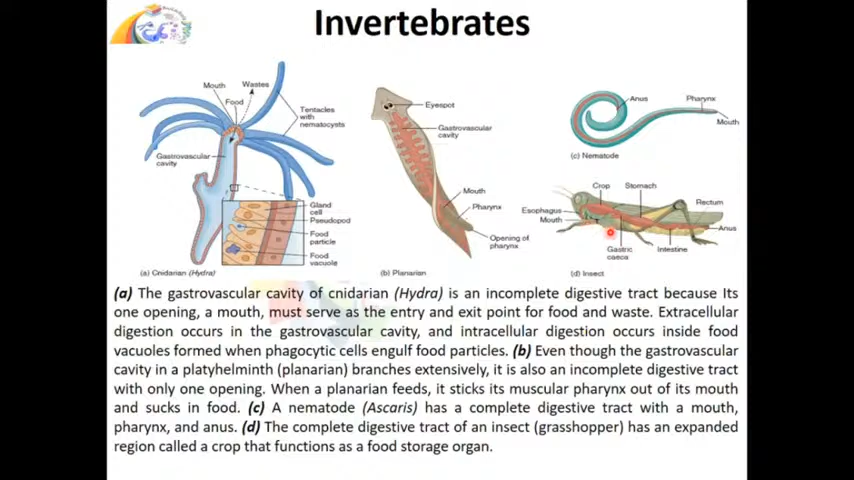 Invertebrates
Mouth
Wastes
Food
Tentacles
with
nematocysts
Gastrovascular
cavity
Gland
cell
Pseudopod
Food
particle
Food
vacuole
(a) Cnidarian (Hydra)
Eyespot
Gastrovascular
cavity
Mouth
Pharynx
Opening of
pharynx
(b) Planarian
Anus
Pharynx
Mouth
(c) Nematode
Crop
Stomach
Rectum
Esophagus
Mouth
Anus
Gastric
ceca
Intestine
(d) Insect
(a) The gastrovascular cavity of cnidarian (Hydra) is an incomplete digestive tract because Its
one opening, a mouth, must serve as the entry and exit point for food and waste. Extracellular
digestion occurs in the gastrovascular cavity, and intracellular digestion occurs inside food
vacuoles formed when phagocytic cells engulf food particles. (b) Even though the gastrovascular
cavity in a platyhelminth (planarian) branches extensively, it is also an incomplete digestive tract
with only one opening. When a planarian feeds, it sticks its muscular pharynx out of its mouth
and sucks in food. (c) A nematode (Ascaris) has a complete digestive tract with a mouth,
pharynx, and anus. (d) The complete digestive tract of an insect (grasshopper) has an expanded
region called a crop that functions as a food storage organ.